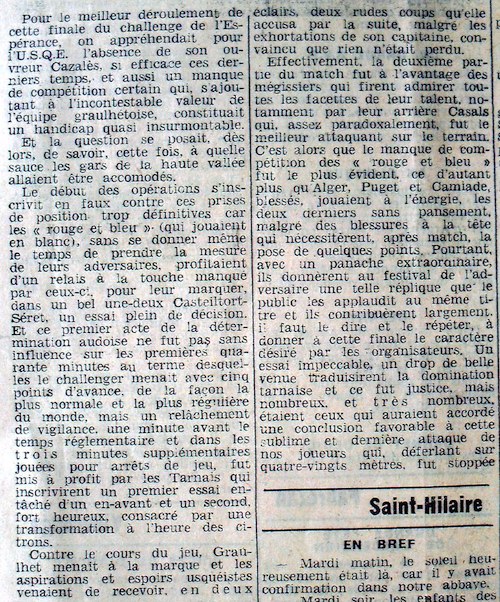 Pour le meilleur déroulement de
cette finale du challenge de l'Es-
pérance, on appréhendait pour
l'U.S.Q.E. l'absence de son ou-
vreur Cazalès, si efficace ces der-
niers temps, et aussi un manque
de compétition certain qui, s'ajou-
tant à l'incontestable valeur de
l'équipe graulhetoise, constituait
un handicap quasi insurmontable.
Et la question se posait, dès
lors, de savoir, cette fois, à quelle
sauce les gars de la haute vallée
allaient être accomodés.
Le début des opérations s'ins-
crivit en faux contre ces prises
de position trop définitives car
les « rouge et bleu » (qui jouaient
en blanc), sans se donner même
le temps de prendre la mesure
de leurs adversaires, profitaient
d'un relais à la touche manqué
par ceux-ci, pour leur marquer,
dans un bel une-deux Casteiltort-
Séret, un essai plein de décision.
Et ce premier acte de la déter-
mination audoise ne fut pas sans
influence sur les premières qua-
rante minutes au terme desquel-
les le challenger menait avec cinq
points d'avance, de la façon la
plus normale et la plus régulière
du monde, mais un relâchement
de vigilance, une minute avant le
temps réglementaire et dans les
trois minutes supplémentaires
jouées pour arrêts de jeu, fut
mis à profit par les Tarnais qui
inscrivirent un premier essai en-
tâché d'un en-avant et un second,
fort heureux, consacré par une
transformation à l'heure des ci-
trons.
Contre le cours du jeu, Grau-
lhet menait à la marque et les
aspirations et espoirs usquéistes
venaient de recevoir, en deux
éclairs, deux rudes coups qu'elle
accusa par la suite, malgré les
exhortations de son capitaine, con-
vaincu que rien n'était perdu.
Effectivement, la deuxième par-
tie du match fut à l'avantage des
mégissiers qui firent admirer tou-
tes les facettes de leur talent, no-
tamment par leur arrière Casals
qui, assez paradoxalement, fut le
meilleur attaquant sur le terrain.
C'est alors que le manque de com-
pétition des « rouge et bleu »
fut le plus évident, ce d'autant
plus qu'Alger, Puget et Camiade,
blessés, jouaient à l'énergie, les
deux derniers sans pansement,
malgré des blessures à la tête
qui nécessitèrent, après match, la
pose de quelques points. Pourtant,
avec un panache extraordinaire,
ils donnèrent au festival de l'ad-
versaire une telle réplique que le
public les applaudit au même ti-
tre et ils contribuèrent largement,
il faut le dire et le répéter, à
donner à cette finale le caractère
désiré par les organisateurs. Un
essai impeccable, un drop de belle
venue traduisirent la domination
tarnaise et ce fut justice, mais
nombreux, et très nombreux,
étaient ceux qui auraient accordé
une conclusion favorable à cette
sublime et dernière attaque de
nos joueurs qui, déferlant sur
quatre-vingts mètres, fut stoppée
Saint-Hilaire
EN BREF
— Mardi matin, le soleil heu-
reusement était là, car il y avait
confirmation dans notre abbaye.
Mardi soir les enfants des